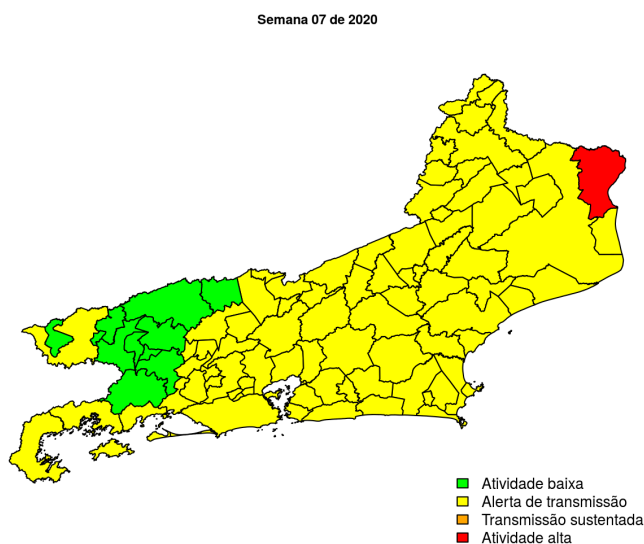 Semana 07 de 2020
Atividade baixa
Alerta de transmissão
Transmissão sustentada
Atividade alta